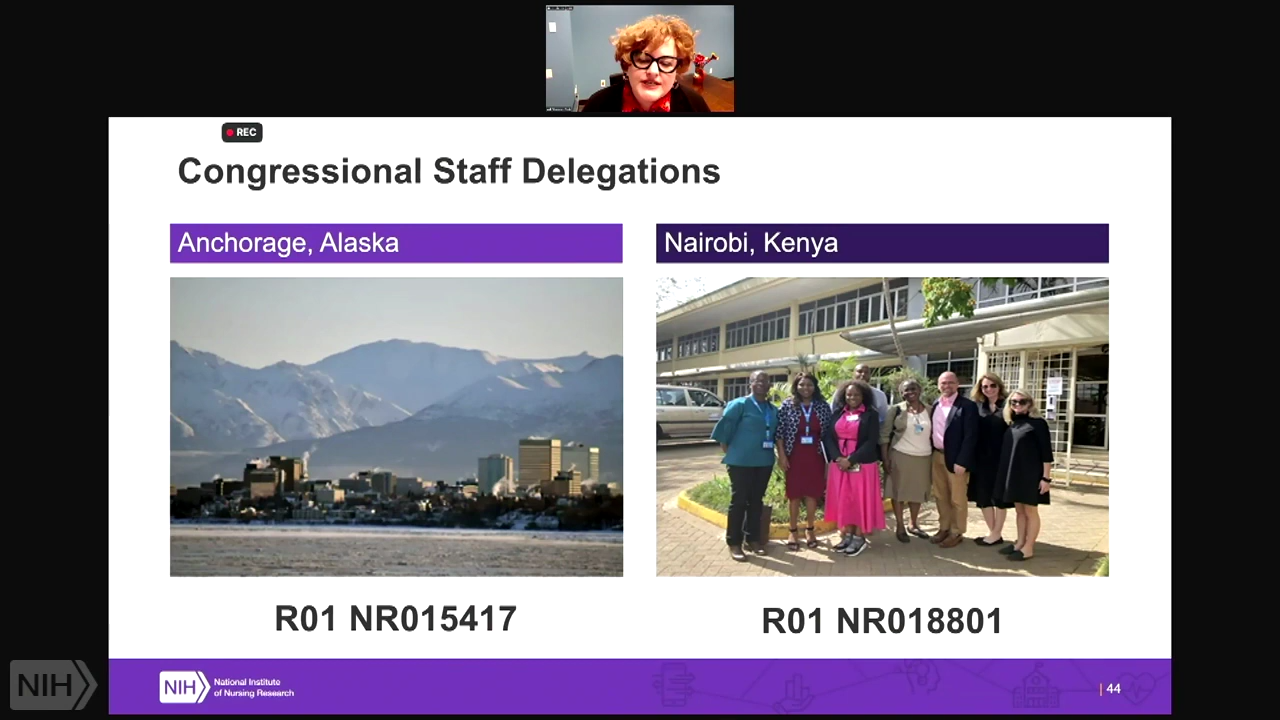 REC
Congressional Staff Delegations
Anchorage, Alaska
Nairobi, Kenya
R01 NR015417
R01 NR018801
NIH
National Institute
of Nursing Research
44
NIH